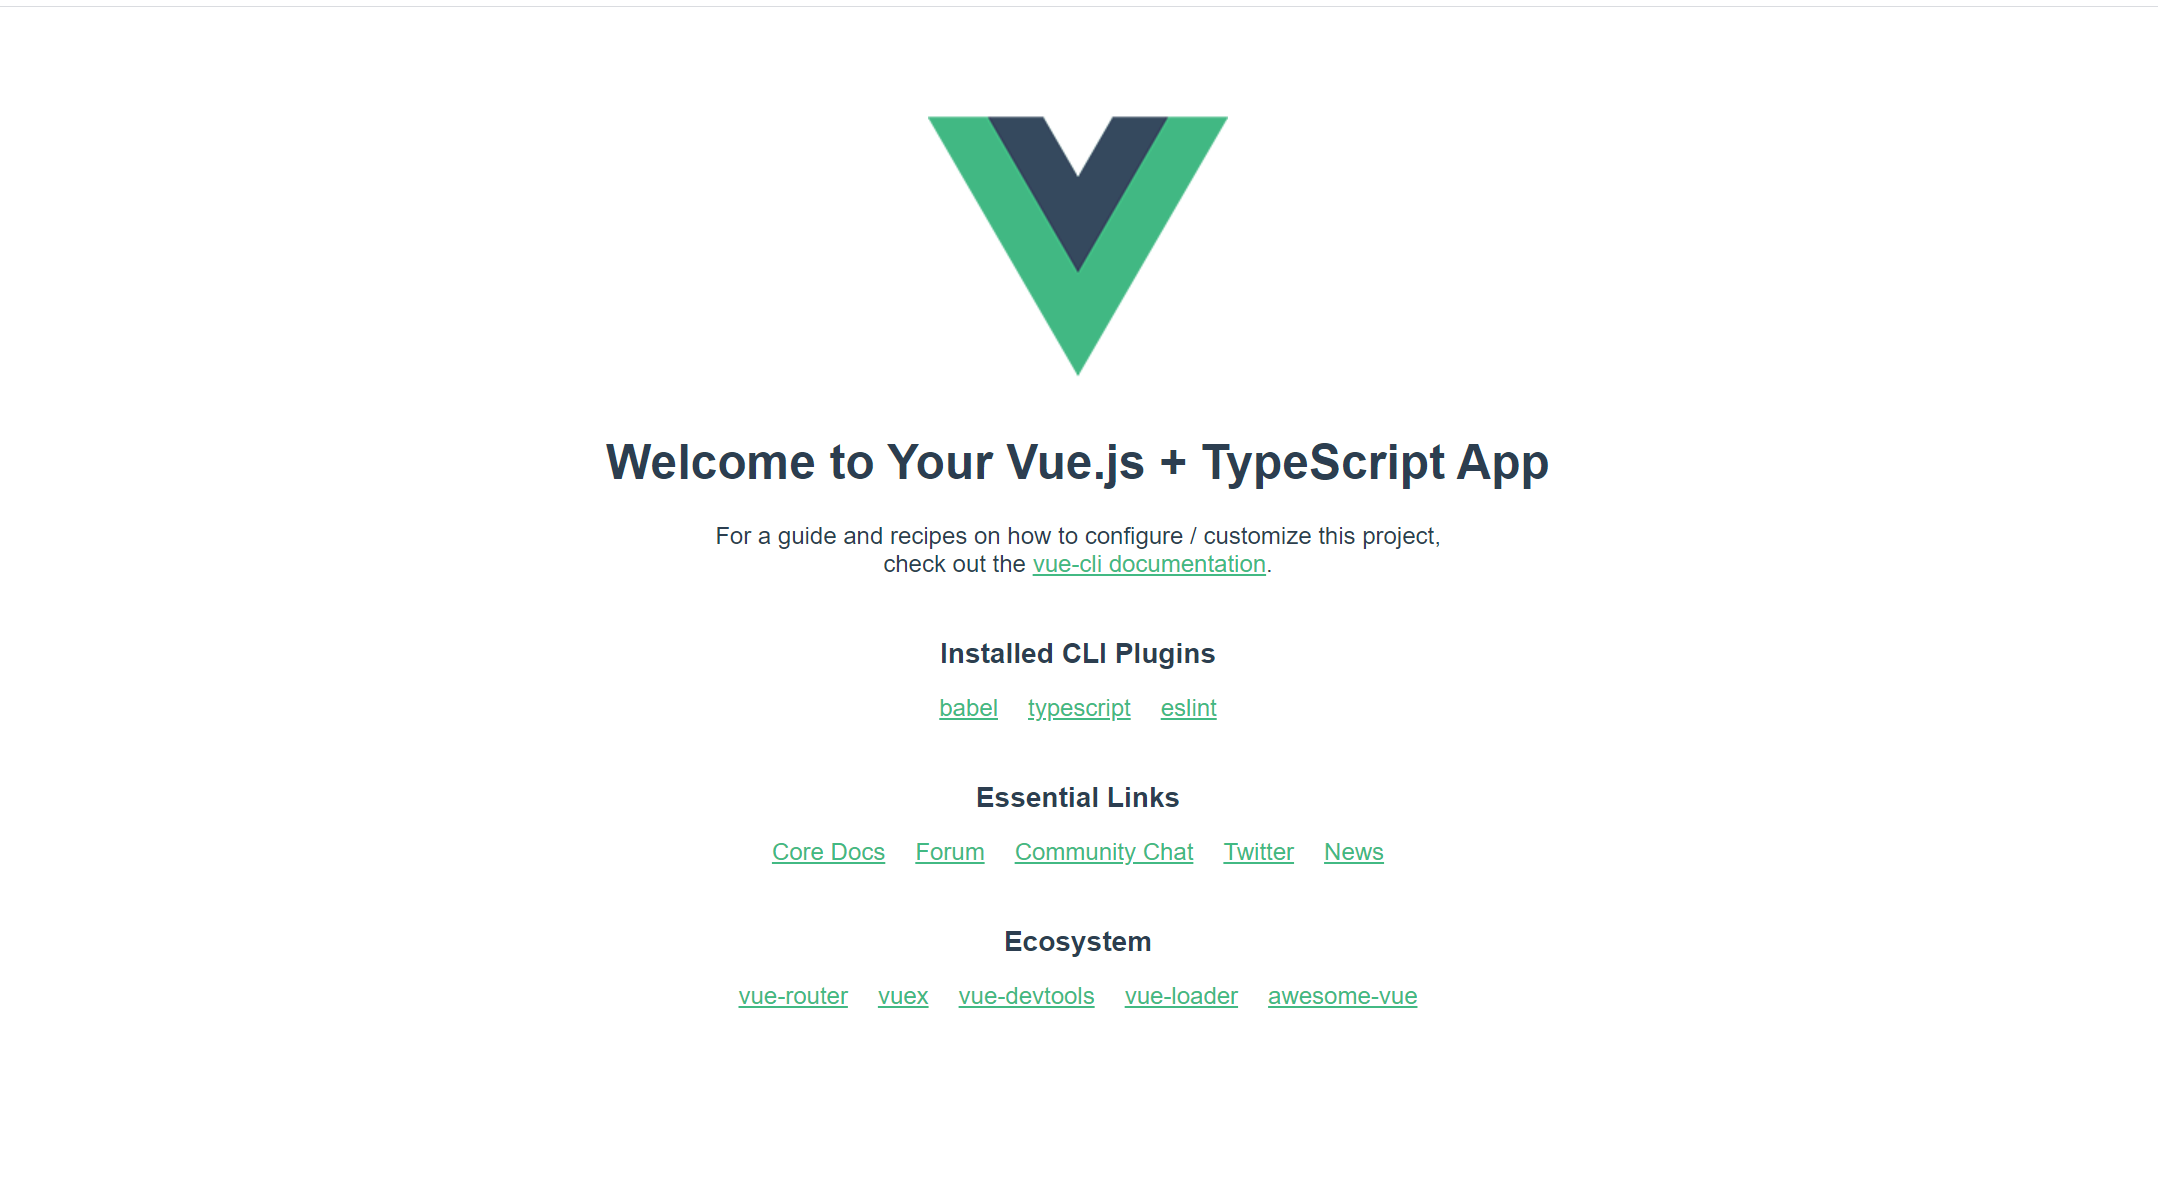 Welcome to Your Vue.js + TypeScript App
For a guide and recipes on how to configure / customize this project,
check out the vue-cli documentation.
Installed CLI Plugins
babel typescript eslint
Essential Links
Core Docs Forum Community Chat Twitter News
Ecosystem
vue-router vuex vue-devtools vue-loader awesome-vue